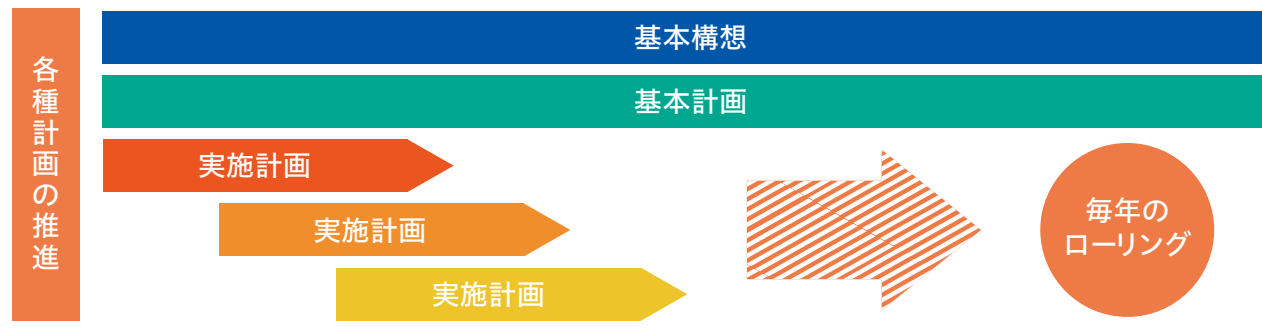 各種計画の推進
基本構想
基本計画
実施計画
実施計画
実施計画
毎年の
ローリング